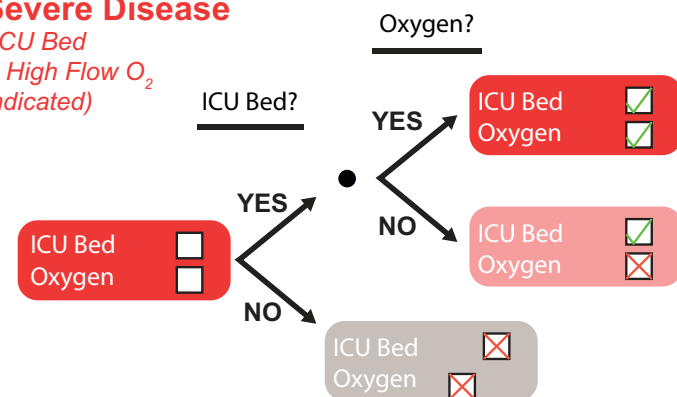 Severe Disease
ICU Bed
High Flow O2
ndicated)
Oxygen?
ICU Bed?
YES
ICU Bed
Oxygen
YES
NO
ICU Bed
Oxygen
ICU Bed
Oxygen
NO
ICU Bed
Oxygen